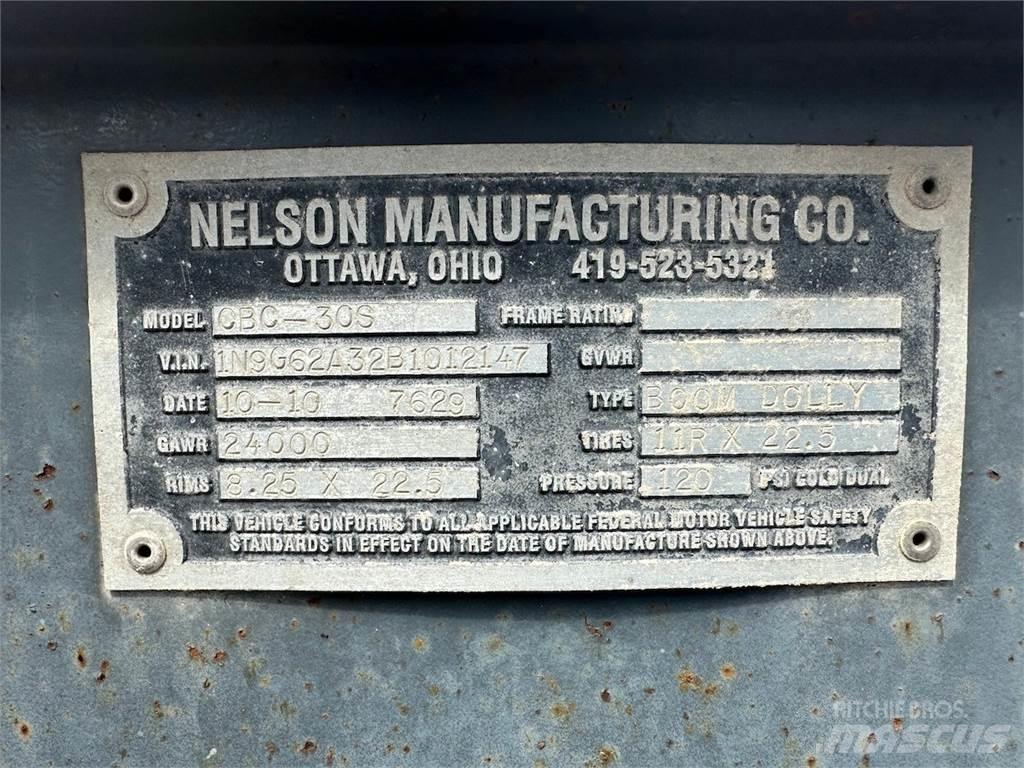 NELSON MANUFACTURING CO.
OTTAWA, OHIO 419-523-5321
MODEL CBC-30S FRAME RATING
V.I.N. 1N9G62A32B1012147 GVWR
DATE 10-10 7629 TYPE BOOM DOLLY
GAWR 24000 TIRES 11R X 22.5
RIMS 8.25 X 22.5 PRESSURE 120 PSI COLD DUAL
THIS VEHICLE CONFORMS TO ALL APPLICABLE FEDERAL MOTOR VEHICLE SAFETY
STANDARDS IN EFFECT ON THE DATE OF MANUFACTURE SHOWN ABOVE.
RITCHIE BROS.
MASCUS